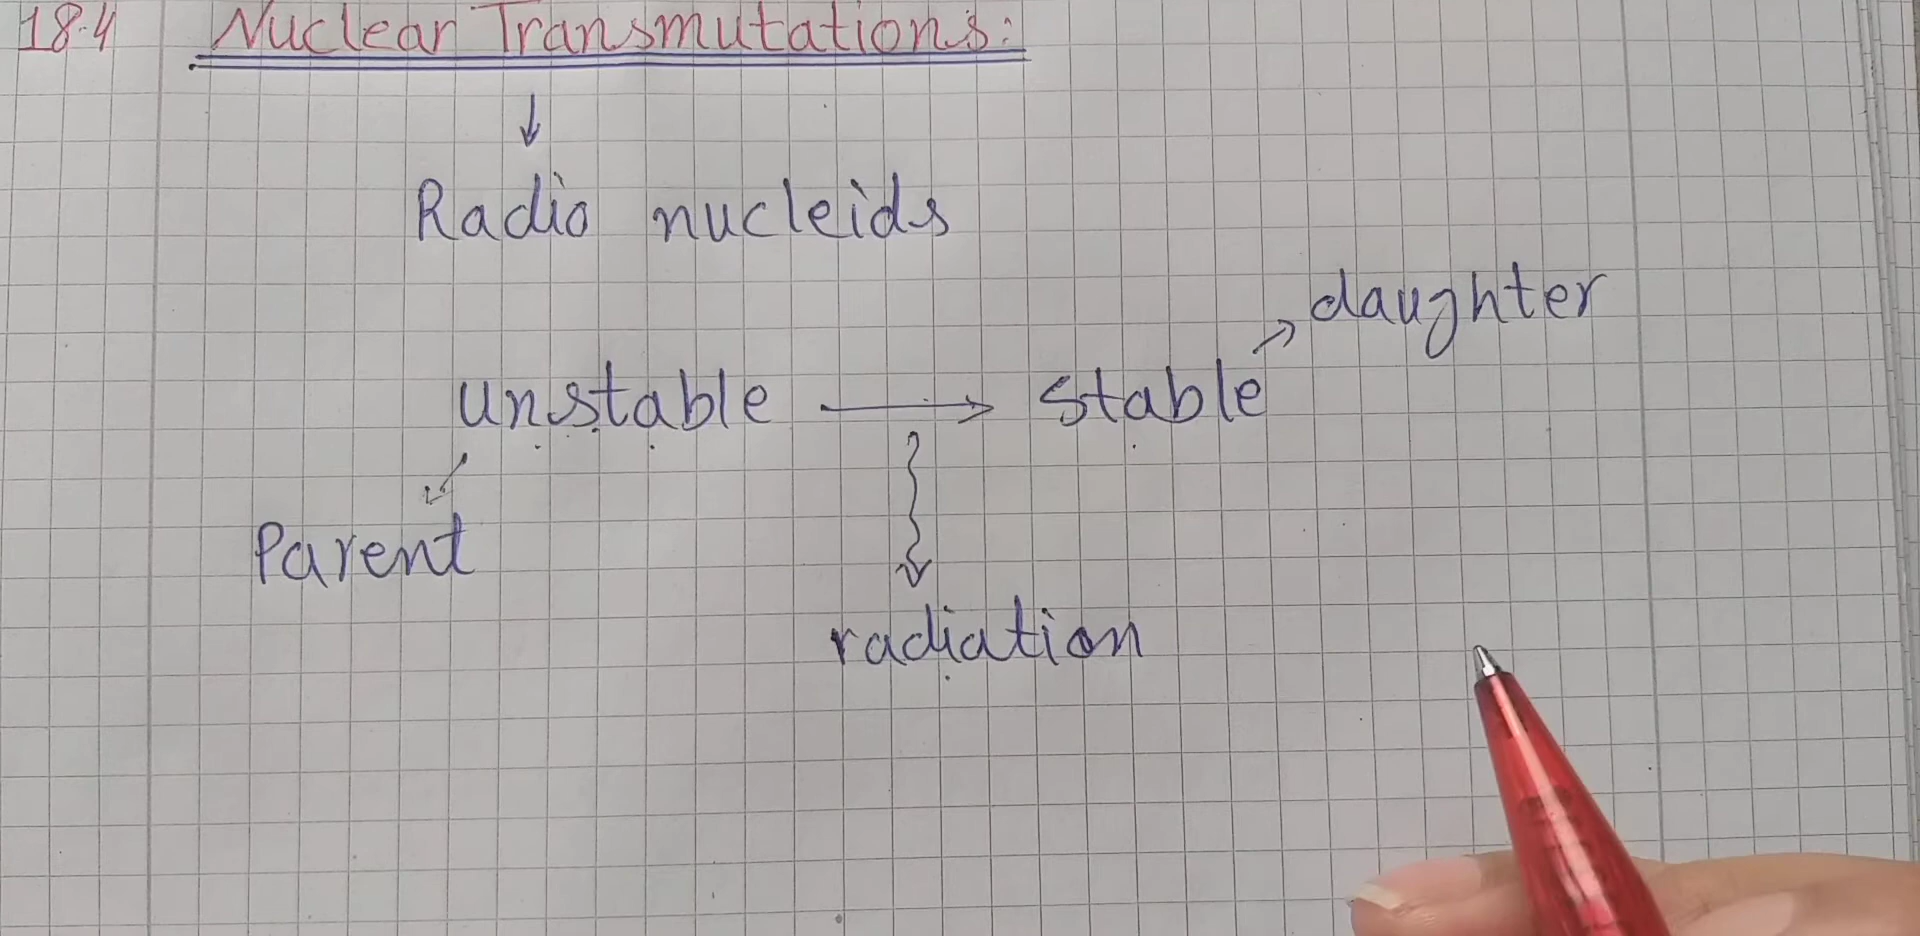 18.4 Nuclear Transmutations:
Radio nucleids
daughter
unstable → stable
Parent
radiation